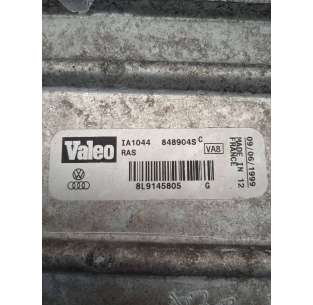 Valeo
IA1044 848904S C
RAS VA8
8L9145805 G
09/06/1999
MADE IN 12
FRANCE